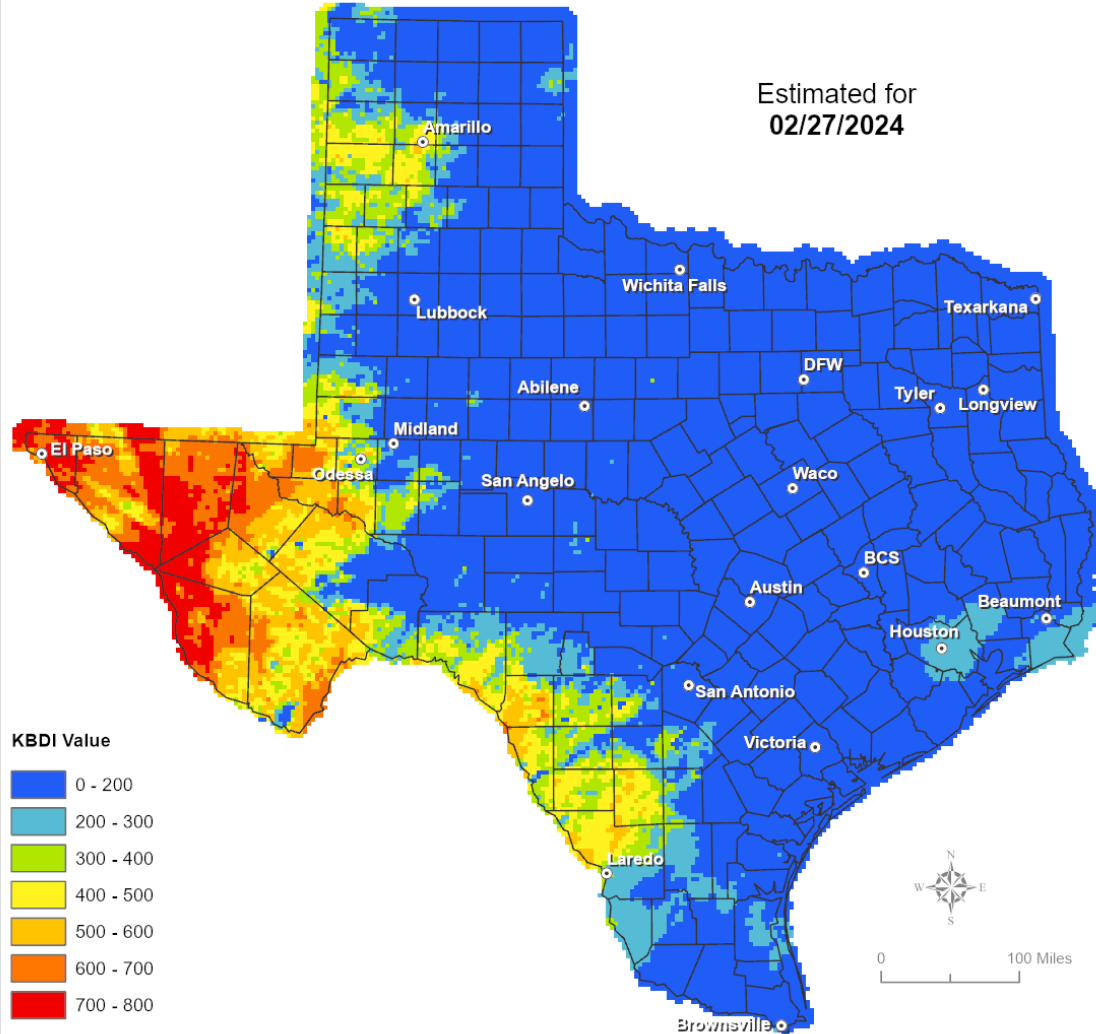 Estimated for
02/27/2024
Amarillo
Wichita Falls
Lubbock
Texarkana
DFW
Abilene
Tyler
Longview
Midland
El Paso
Odessa
San Angelo
Waco
BCS
Austin
Beaumont
Houston
San Antonio
Victoria
Laredo
Brownsville
KBDI Value
0 - 200
200 - 300
300 - 400
400 - 500
500 - 600
600 - 700
700 - 800
N
W E
S
0 100 Miles